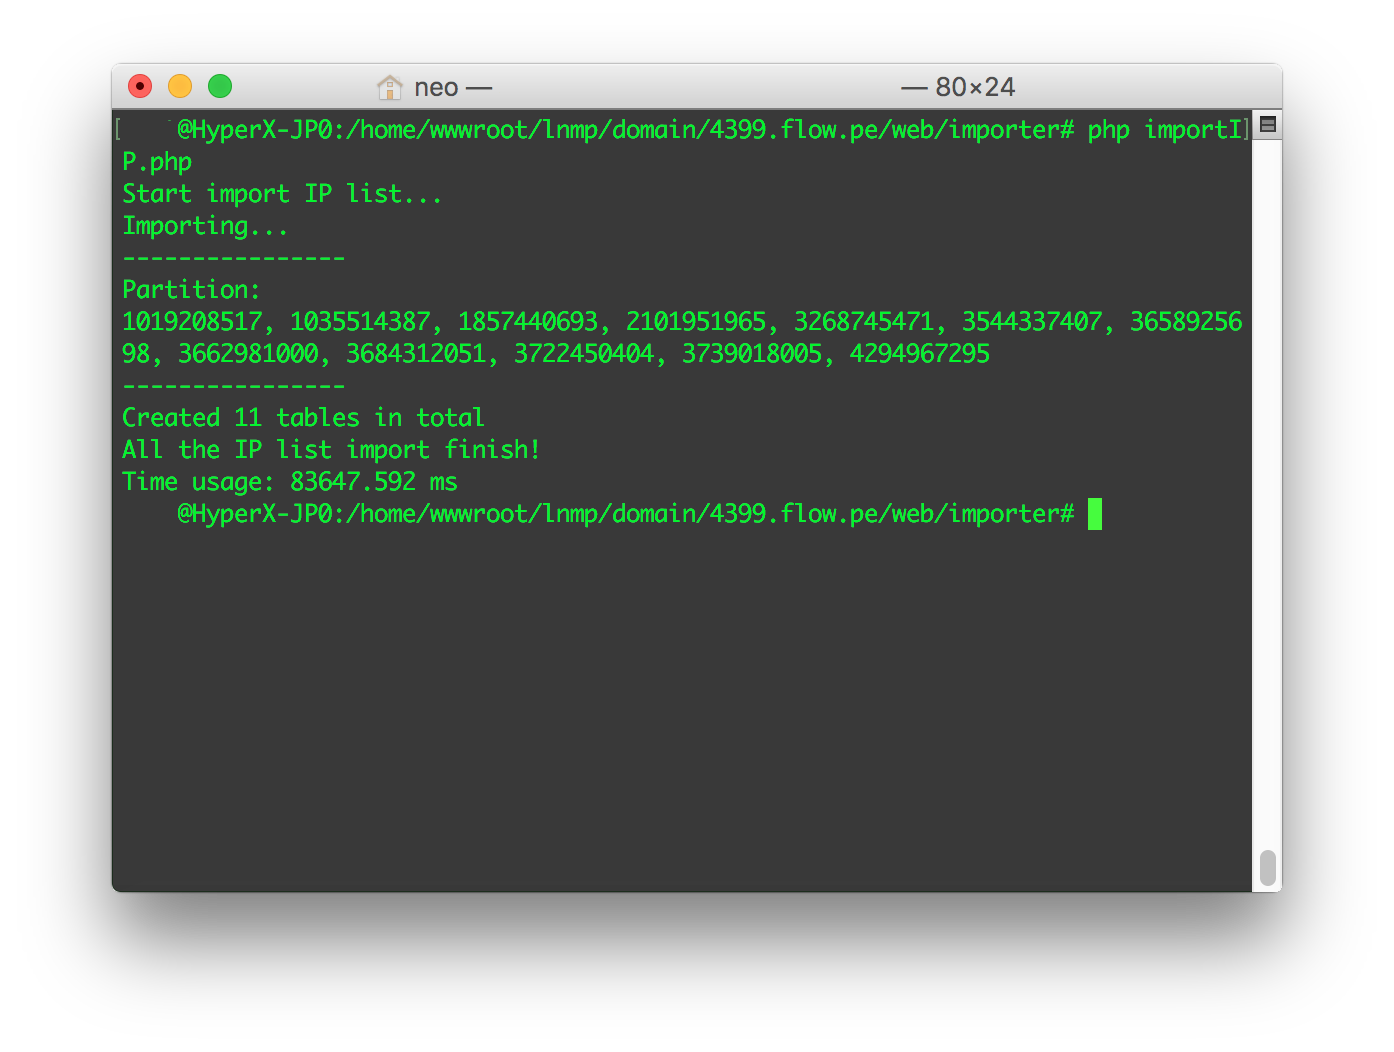 neo — — 80×24
[ @HyperX-JP0:/home/wwwroot/lnmp/domain/4399.flow.pe/web/importer# php importI]
P.php
Start import IP list...
Importing...
----------------
Partition:
1019208517, 1035514387, 1857440693, 2101951965, 3268745471, 3544337407, 36589256
98, 3662981000, 3684312051, 3722450404, 3739018005, 4294967295
----------------
Created 11 tables in total
All the IP list import finish!
Time usage: 83647.592 ms
@HyperX-JP0:/home/wwwroot/lnmp/domain/4399.flow.pe/web/importer#